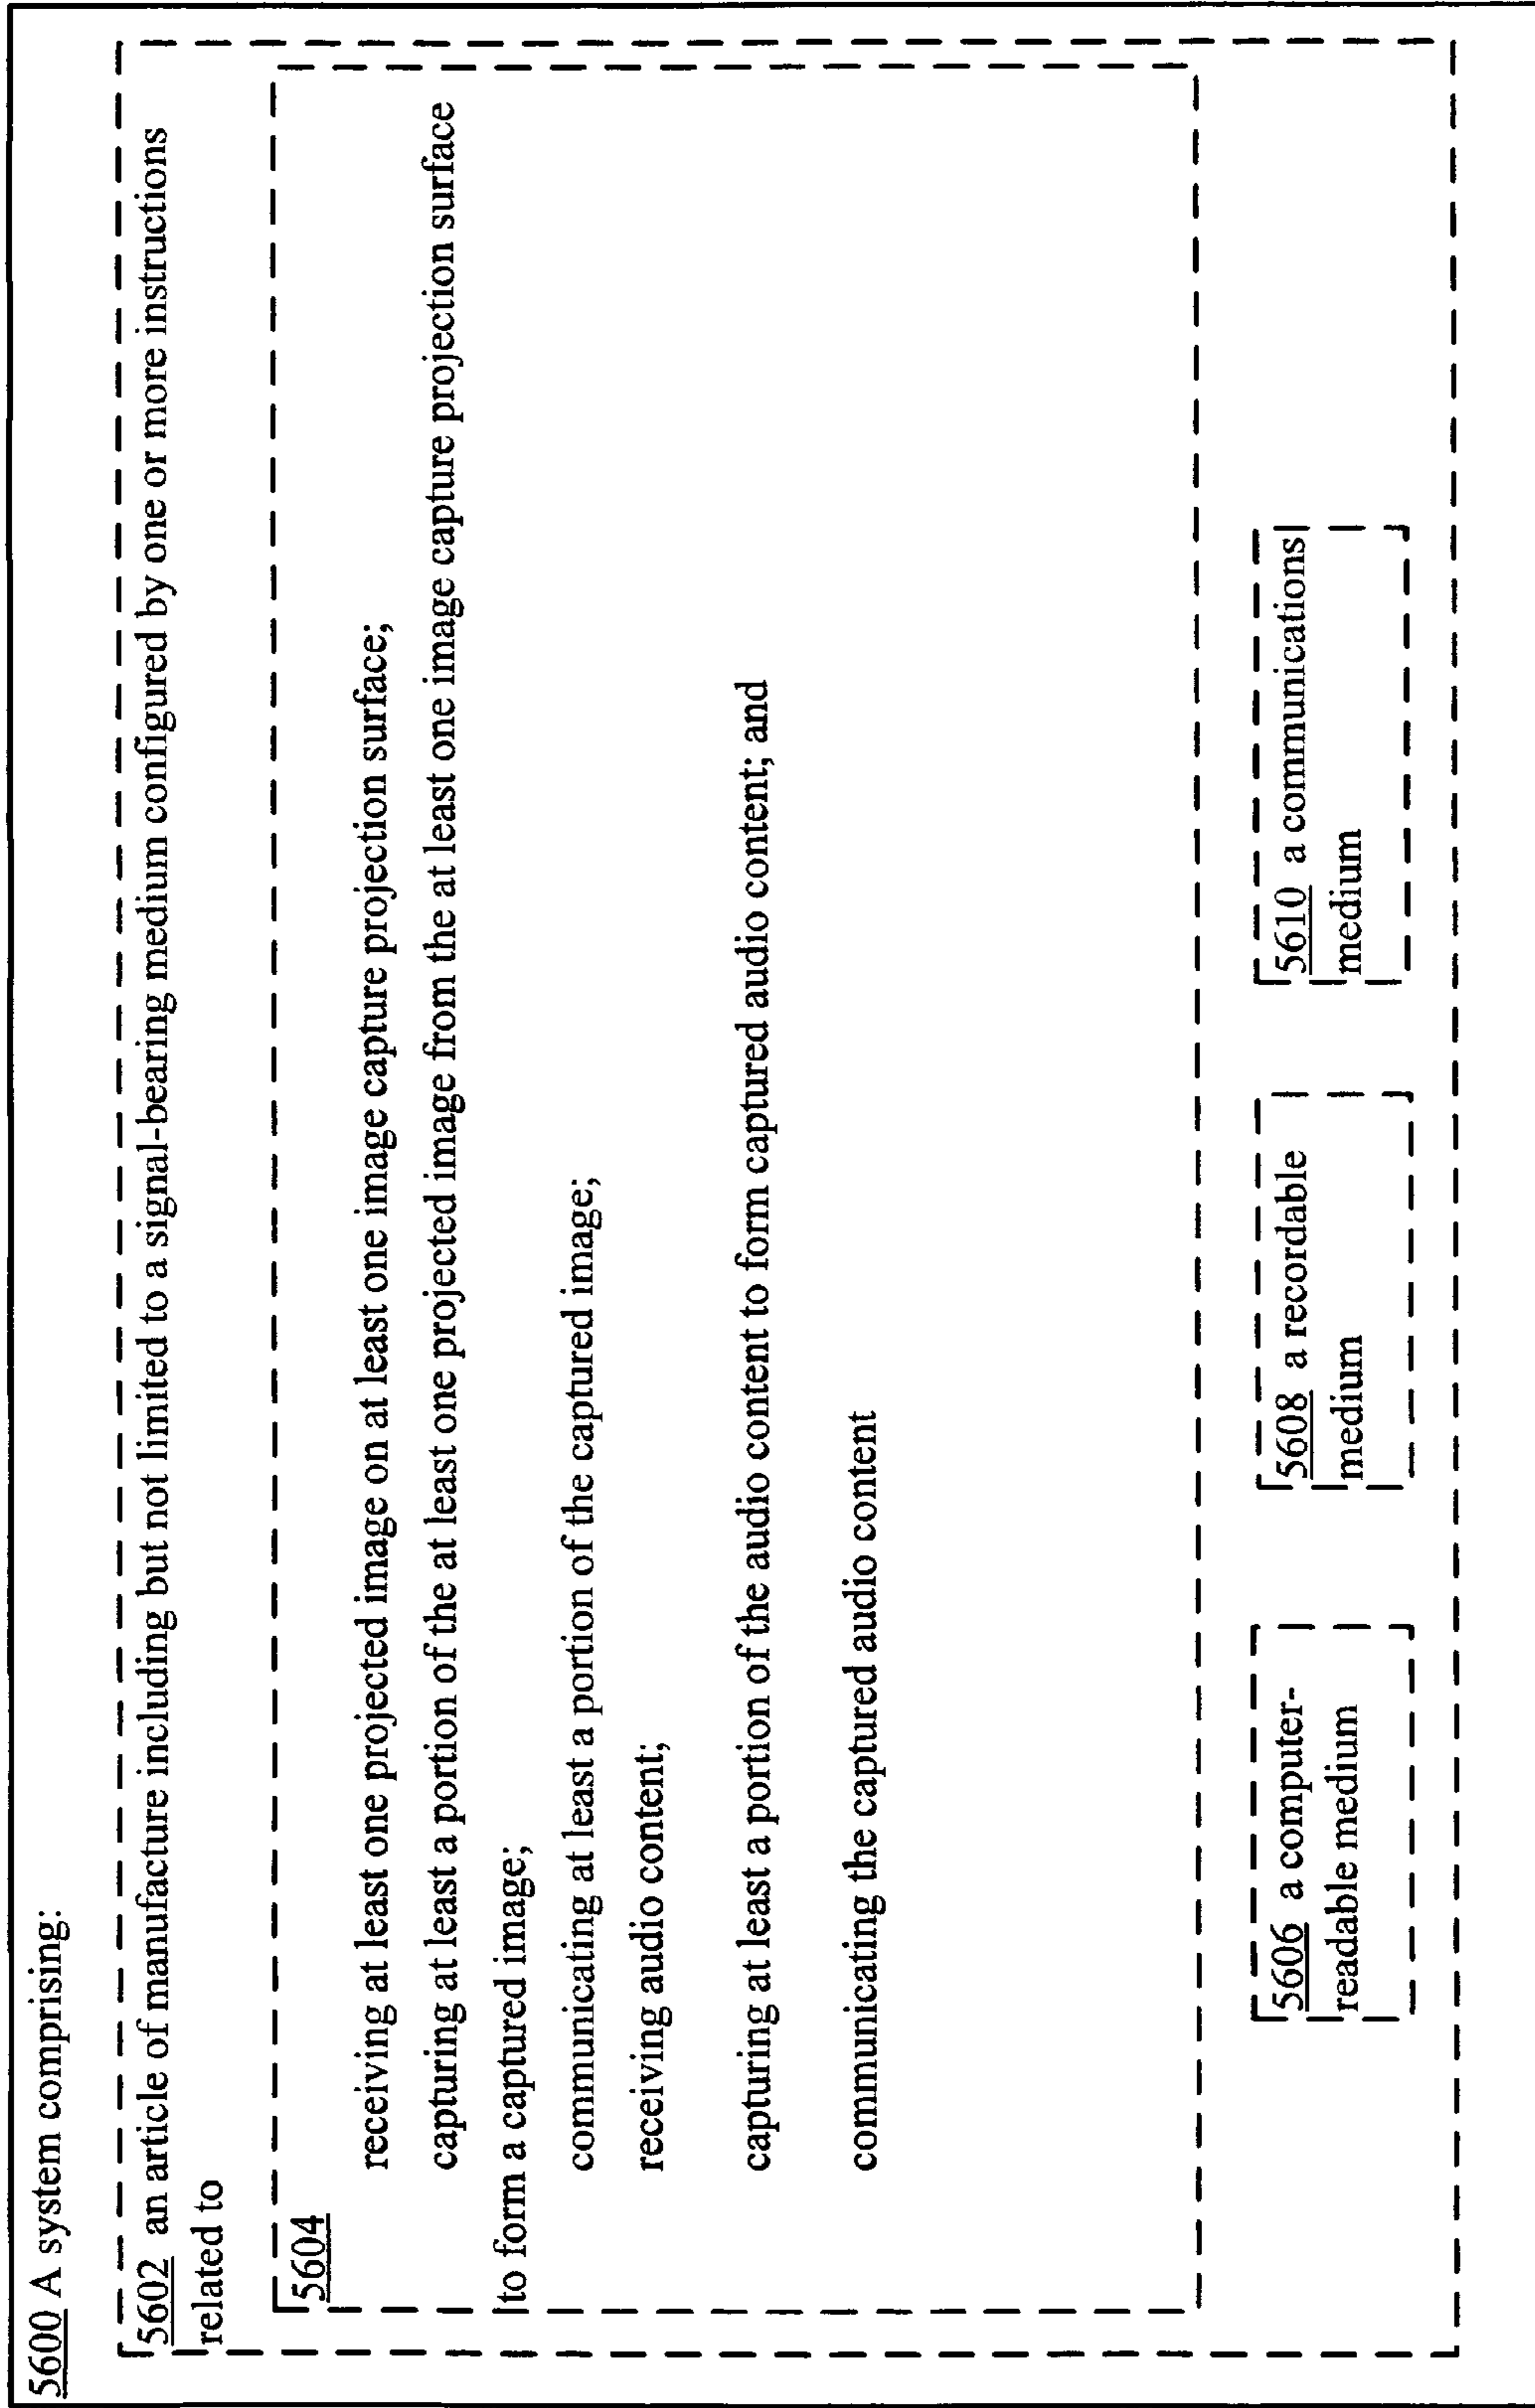 5600 A system comprising:
5602 an article of manufacture including but not limited to a signal-bearing medium configured by one or more instructions
related to
5604
receiving at least one projected image on at least one image capture projection surface;
capturing at least a portion of the at least one projected image from the at least one image capture projection surface
to form a captured image;
communicating at least a portion of the captured image;
receiving audio content;
capturing at least a portion of the audio content to form captured audio content; and
communicating the captured audio content
5606 a computer-
readable medium
5608 a recordable
medium
5610 a communications
medium